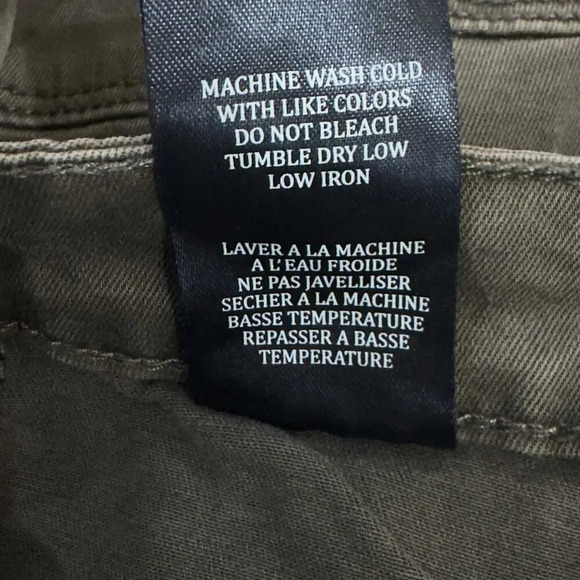 MACHINE WASH COLD
WITH LIKE COLORS
DO NOT BLEACH
TUMBLE DRY LOW
LOW IRON
LAVER A LA MACHINE
A L'EAU FROIDE
NE PAS JAVELLISER
SECHER A LA MACHINE
BASSE TEMPERATURE
REPASSER A BASSE
TEMPERATURE